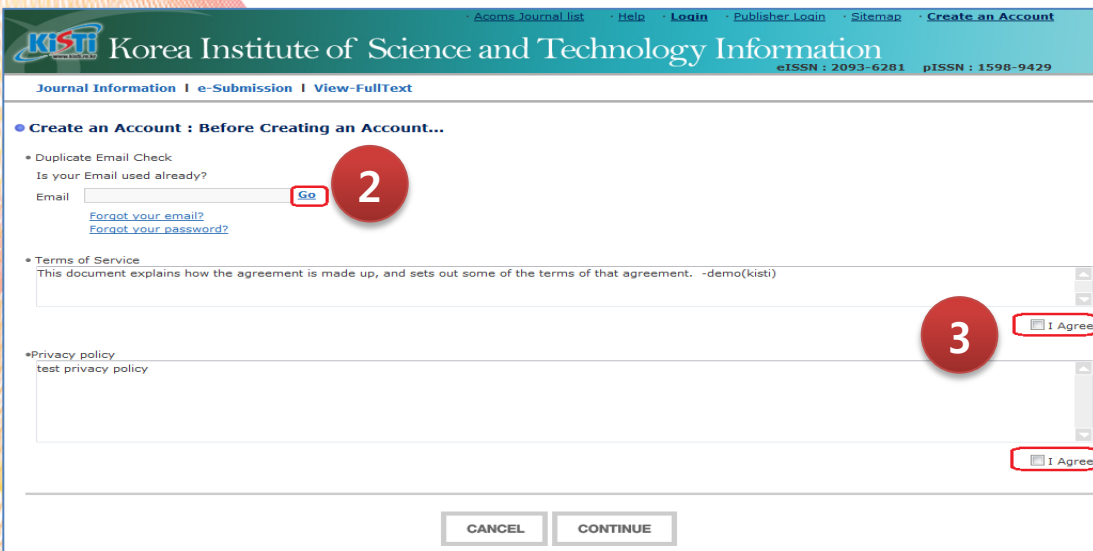 · Acoms Journal list · Help · Login · Publisher Login · Sitemap · Create an Account
KiSTi
www.kisti.re.kr
Korea Institute of Science and Technology Information
eISSN : 2093-6281 pISSN : 1598-9429
Journal Information | e-Submission | View-FullText
Create an Account : Before Creating an Account...
• Duplicate Email Check
Is your Email used already?
Email Go
2
Forgot your email?
Forgot your password?
• Terms of Service
This document explains how the agreement is made up, and sets out some of the terms of that agreement. -demo(kisti)
3
I Agree
•Privacy policy
test privacy policy
I Agree
CANCEL CONTINUE